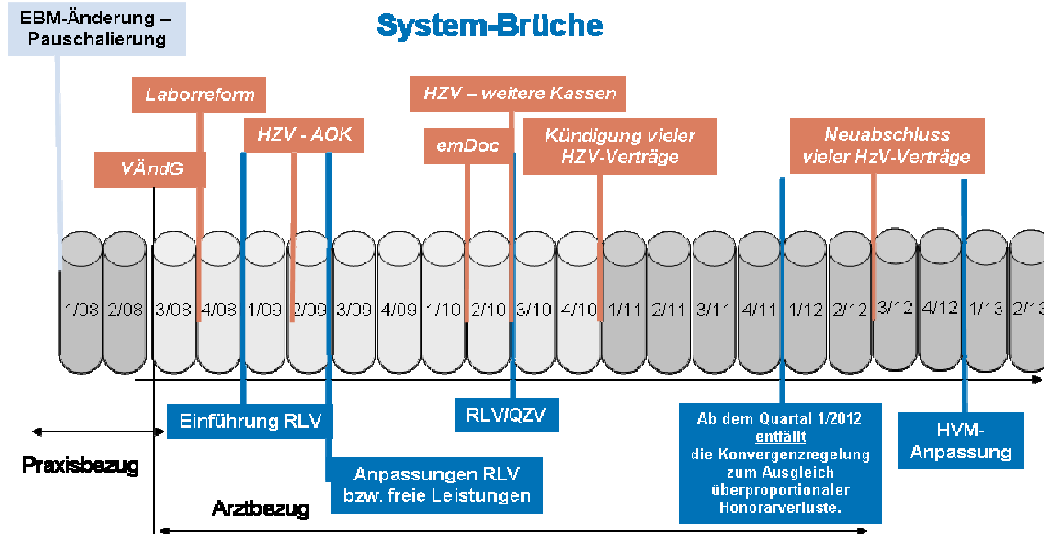 EBM-Änderung –
Pauschalierung
System-Brüche
Laborreform
HZV – weitere Kassen
HZV - AOK
emDoc
Kündigung vieler
HZV-Verträge
Neuabschluss
vieler HzV-Verträge
VÄndG
1/08 2/08 3/08 4/08 1/09 2/09 3/09 4/09 1/10 2/10 3/10 4/10 1/11 2/11 3/11 4/11 1/12 2/12 3/12 4/12 1/13 2/13
Einführung RLV
RLV/QZV
Ab dem Quartal 1/2012
entfällt
die Konvergenzregelung
zum Ausgleich
überproportionaler
Honorarverluste.
HVM-
Anpassung
Praxisbezug
Anpassungen RLV
bzw. freie Leistungen
Arztbezug